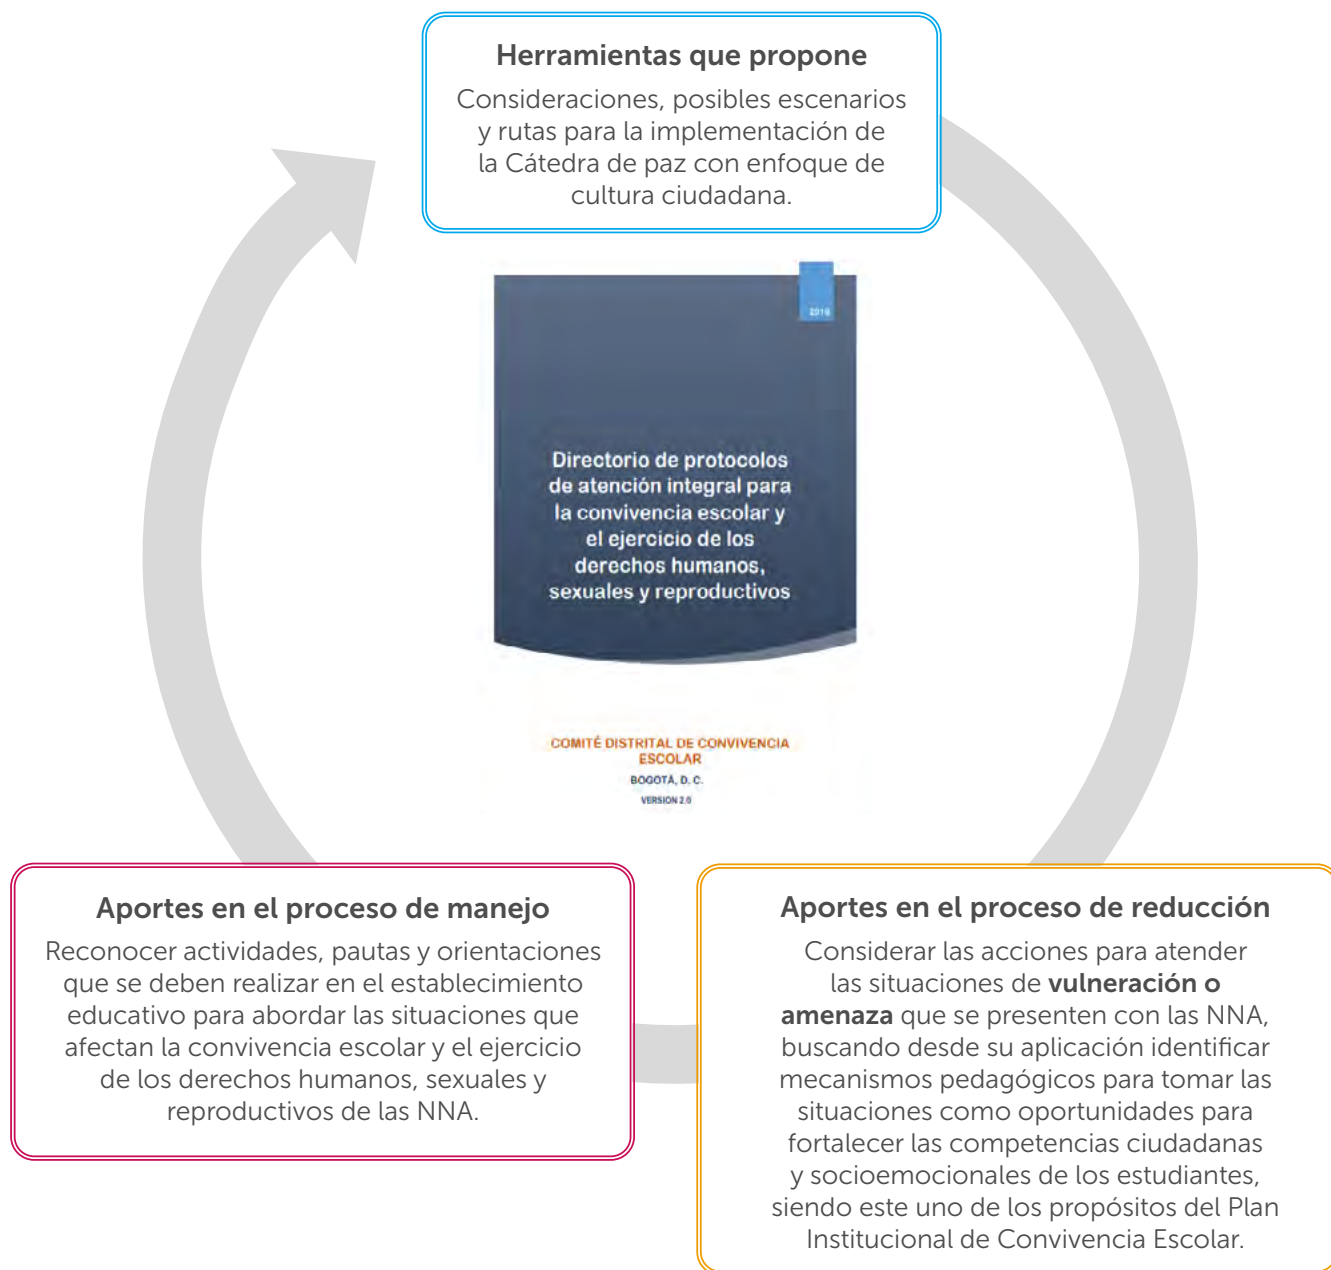 Herramientas que propone
Consideraciones, posibles escenarios
y rutas para la implementación de
la Cátedra de paz con enfoque de
cultura ciudadana.
Directorio de protocolos
de atención integral para
la convivencia escolar y
el ejercicio de los
derechos humanos,
sexuales y reproductivos
COMITÉ DISTRITAL DE CONVIVENCIA
ESCOLAR
BOGOTÁ, D. C.
VERSION 2.0
Aportes en el proceso de manejo
Reconocer actividades, pautas y orientaciones
que se deben realizar en el establecimiento
educativo para abordar las situaciones que
afectan la convivencia escolar y el ejercicio
de los derechos humanos, sexuales y
reproductivos de las NNA.
Aportes en el proceso de reducción
Considerar las acciones para atender
las situaciones de vulneración o
amenaza que se presenten con las NNA,
buscando desde su aplicación identificar
mecanismos pedagógicos para tomar las
situaciones como oportunidades para
fortalecer las competencias ciudadanas
y socioemocionales de los estudiantes,
siendo este uno de los propósitos del Plan
Institucional de Convivencia Escolar.